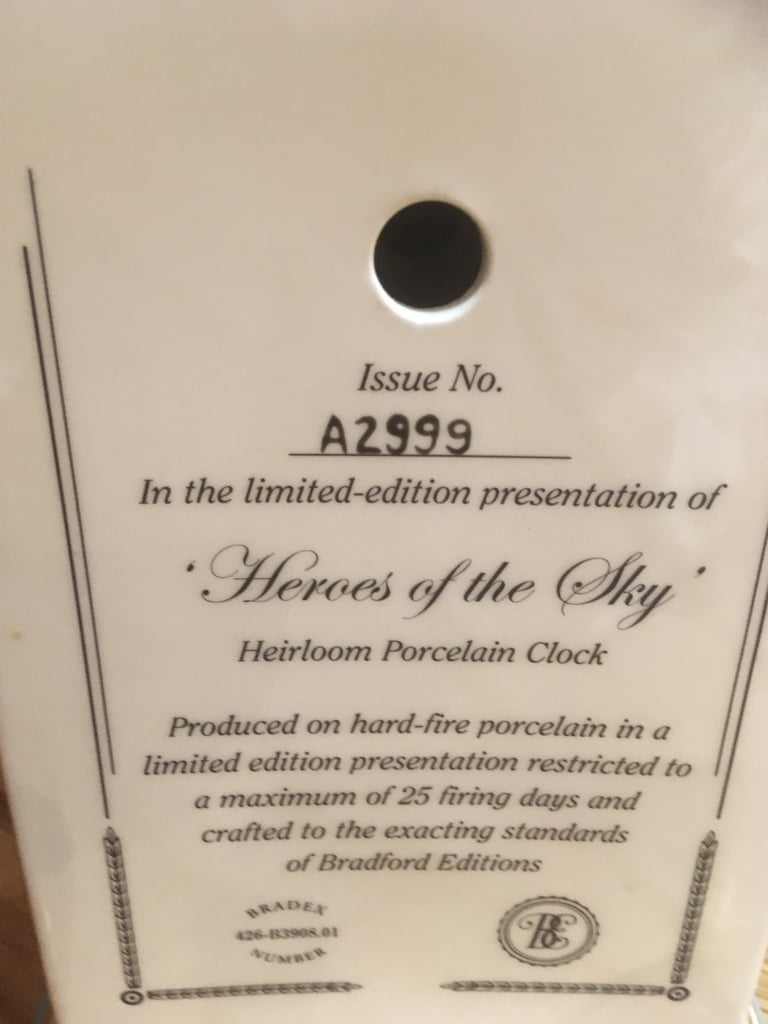 Issue No.
A2999
In the limited-edition presentation of
‘Heroes of the Sky’
Heirloom Porcelain Clock
Produced on hard-fire porcelain in a
limited edition presentation restricted to
a maximum of 25 firing days and
crafted to the exacting standards
of Bradford Editions
BRADEX
426-B3908.01
NUMBER
BE